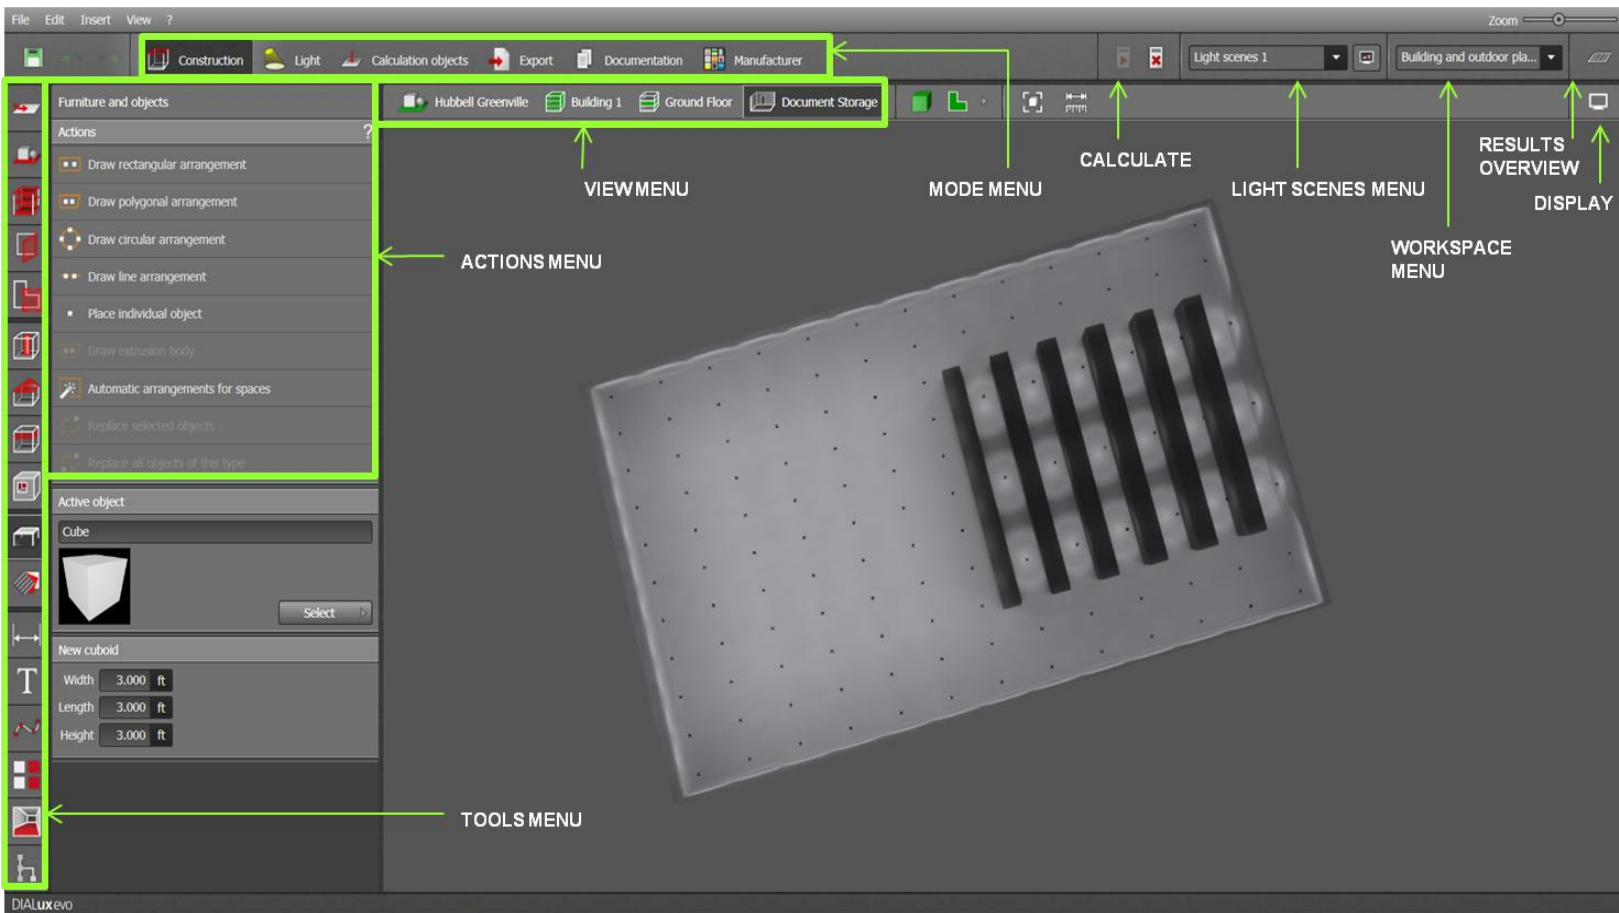 File Edit Insert View ?
Zoom
Construction Light Calculation objects Export Documentation Manufacturer
Light scenes 1
Building and outdoor pla...
Furniture and objects
Hubbell Greenville Building 1 Ground Floor Document Storage
Actions ?
Draw rectangular arrangement
Draw polygonal arrangement
Draw circular arrangement
Draw line arrangement
Place individual object
Draw extrusion body
Automatic arrangements for spaces
Replace selected objects
Replace all objects of this type
Active object
Cube
Select
New cuboid
Width 3.000 ft
Length 3.000 ft
Height 3.000 ft
VIEW MENU
MODE MENU
CALCULATE
LIGHT SCENES MENU
RESULTS
OVERVIEW
DISPLAY
WORKSPACE
MENU
ACTIONS MENU
TOOLS MENU
T
DIALux evo